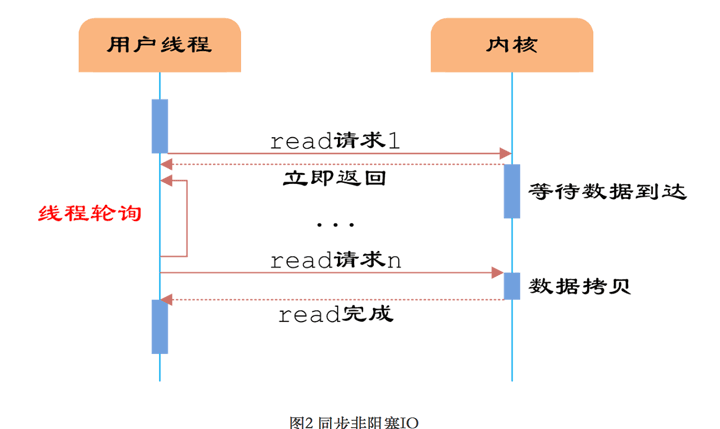 用户线程
内核
read请求1
立即返回
等待数据到达
线程轮询
...
read请求n
数据拷贝
read完成
图2 同步非阻塞IO